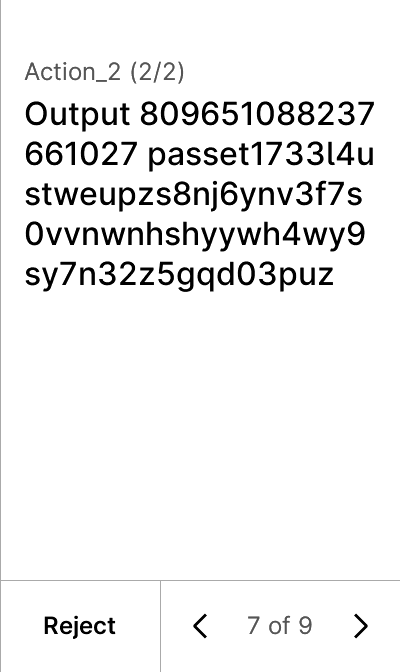 Action_2 (2/2)
Output 809651088237
661027 passet1733l4u
stweupzs8nj6ynv3f7s
0vvnwnhshyywh4wy9
sy7n32z5gqd03puz
Reject
7 of 9